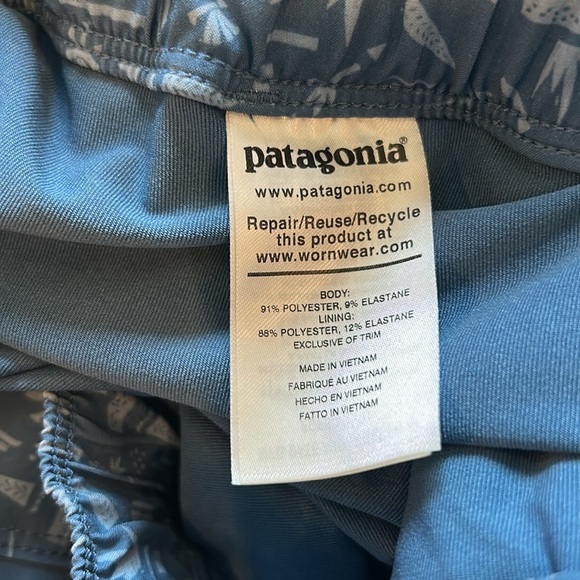 patagonia®
www.patagonia.com
Repair/Reuse/Recycle
this product at
www.wornwear.com
BODY:
91% POLYESTER, 9% ELASTANE
LINING:
88% POLYESTER, 12% ELASTANE
EXCLUSIVE OF TRIM
MADE IN VIETNAM
FABRIQUÉ AU VIETNAM
HECHO EN VIETNAM
FATTO IN VIETNAM